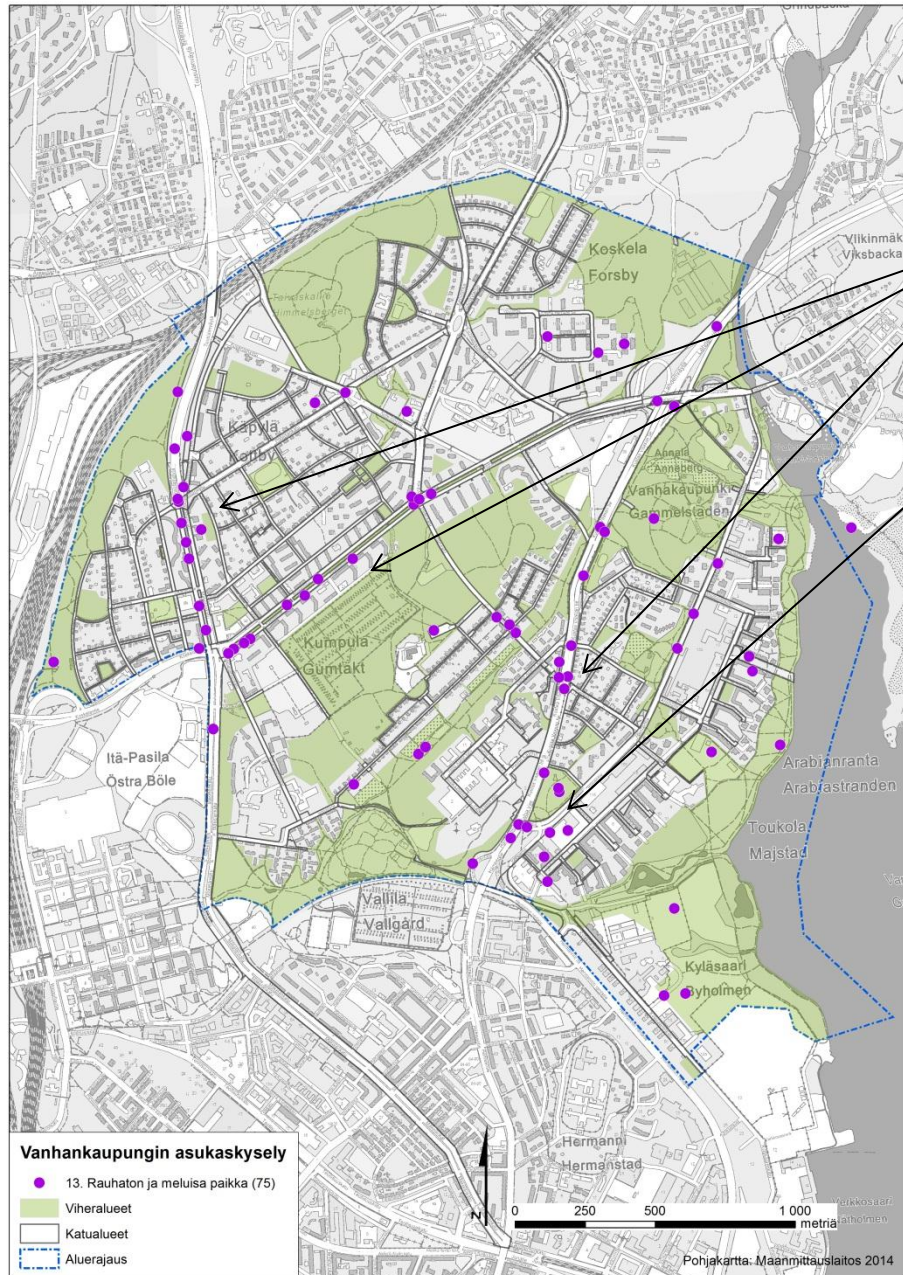 Koskela
Forsby
Viikinmäki
Viksbacka
Käpylä
Kottby
Annala
Anneberg
Vanhakaupunki
Gammelstaden
Kumpula
Gumtäkt
Itä-Pasila
Östra Böle
Arabianranta
Arabiastranden
Toukola
Majstad
Vallila
Vallgård
Kyläsaari
Byholmen
Hermanni
Hermanstad
Vanhankaupungin asukaskysely
13. Rauhaton ja meluisa paikka (75)
Viheralueet
Katualueet
Aluerajaus
N
0 250 500 1 000
metriä
Pohjakartta: Maanmittauslaitos 2014